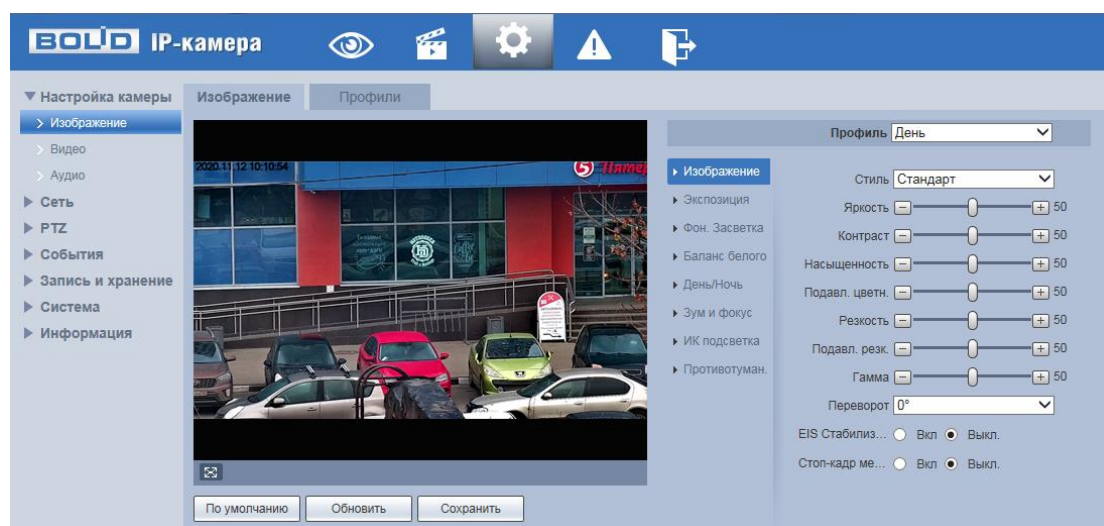 BOLID IP-камера
Настройка камеры
Изображение
Видео
Аудио
Сеть
PTZ
События
Запись и хранение
Система
Информация
Изображение Профили
2020.11.12 10:10:54
По умолчанию Обновить Сохранить
Изображение
Экспозиция
Фон. Засветка
Баланс белого
День/Ночь
Зум и фокус
ИК подсветка
Противотуман.
Профиль День
Стиль Стандарт
Яркость 50
Контраст 50
Насыщенность 50
Подавл. цветн. 50
Резкость 50
Подавл. резк. 50
Гамма 50
Переворот 0°
EIS Стабилиз... Вкл Выкл.
Стоп-кадр ме... Вкл Выкл.